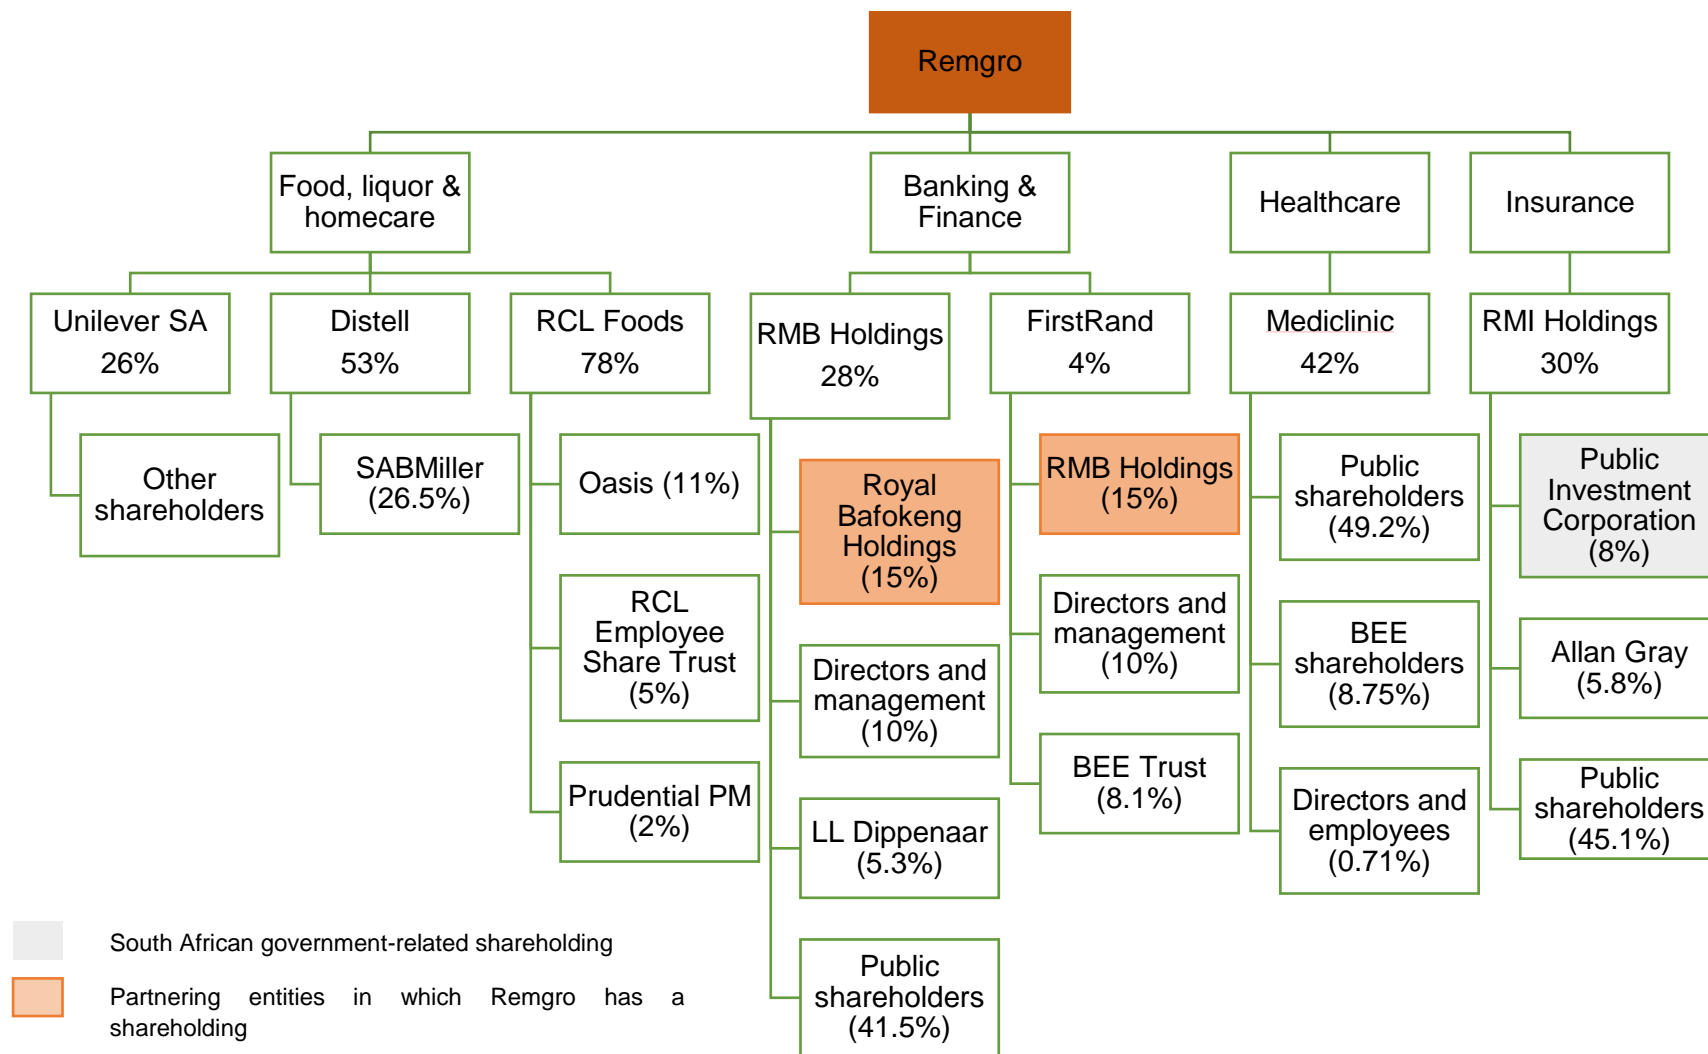 Remgro
Food, liquor &
homecare
Banking &
Finance
Healthcare
Insurance
Unilever SA
26%
Distell
53%
RCL Foods
78%
RMB Holdings
28%
FirstRand
4%
Mediclinic
42%
RMI Holdings
30%
Other
shareholders
SABMiller
(26.5%)
Oasis (11%)
RCL
Employee
Share Trust
(5%)
Prudential PM
(2%)
Royal
Bafokeng
Holdings
(15%)
Directors and
management
(10%)
LL Dippenaar
(5.3%)
Public
shareholders
(41.5%)
RMB Holdings
(15%)
Directors and
management
(10%)
BEE Trust
(8.1%)
Public
shareholders
(49.2%)
BEE
shareholders
(8.75%)
Directors and
employees
(0.71%)
Public
Investment
Corporation
(8%)
Allan Gray
(5.8%)
Public
shareholders
(45.1%)
South African government-related shareholding
Partnering entities in which Remgro has a
shareholding